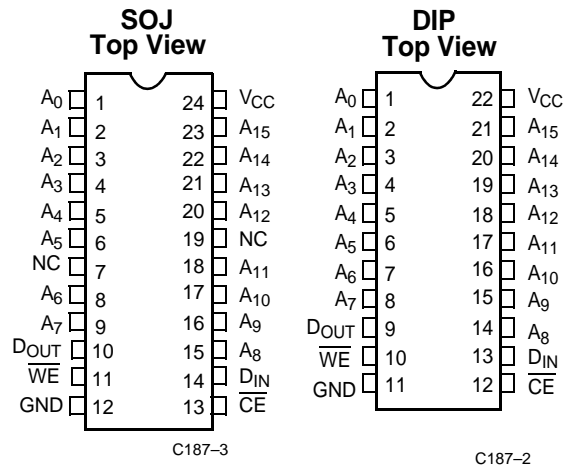 SOJ
Top View
A0 1 24 VCC
A1 2 23 A15
A2 3 22 A14
A3 4 21 A13
A4 5 20 A12
A5 6 19 NC
NC 7 18 A11
A6 8 17 A10
A7 9 16 A9
DOUT 10 15 A8
WE 11 14 DIN
GND 12 13 CE
C187–3
DIP
Top View
A0 1 22 VCC
A1 2 21 A15
A2 3 20 A14
A3 4 19 A13
A4 5 18 A12
A5 6 17 A11
A6 7 16 A10
A7 8 15 A9
DOUT 9 14 A8
WE 10 13 DIN
GND 11 12 CE
C187–2